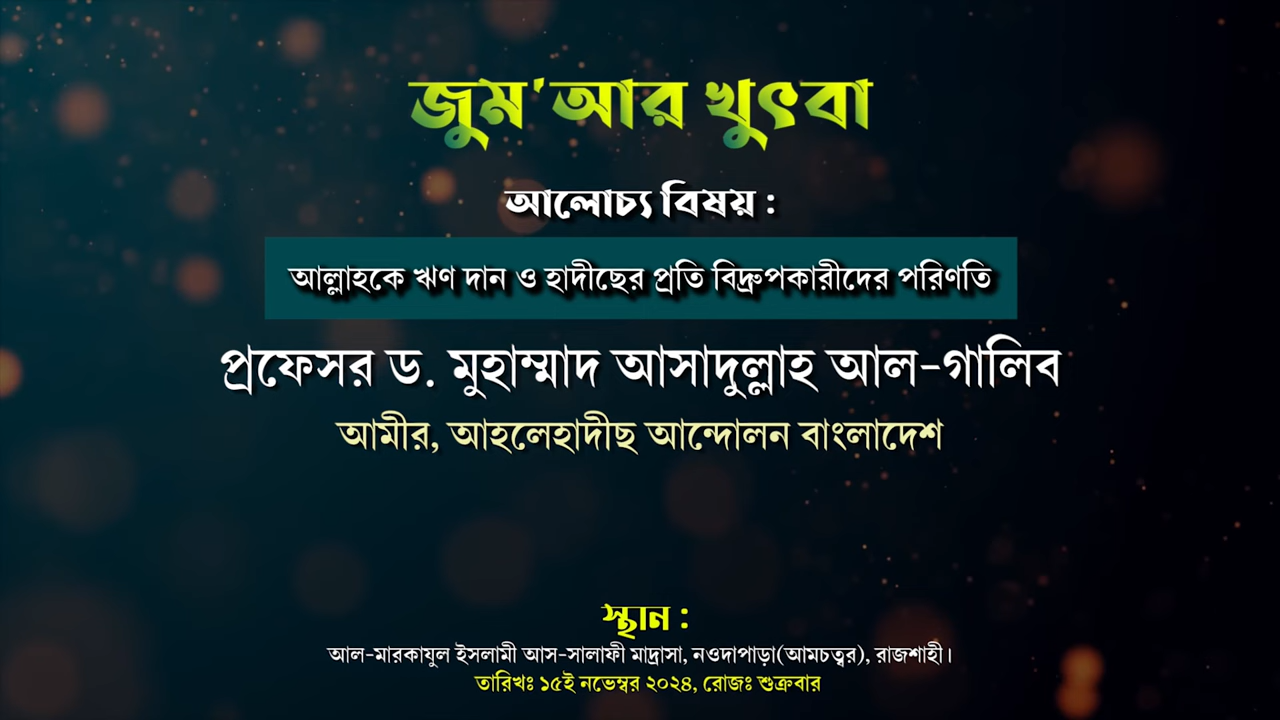 জুম'আর খুৎবা
আলোচ্য বিষয় :
আল্লাহকে ঋণ দান ও হাদীছের প্রতি বিদ্রুপকারীদের পরিণতি
প্রফেসর ড. মুহাম্মাদ আসাদুল্লাহ আল-গালিব
আমীর, আহলেহাদীছ আন্দোলন বাংলাদেশ
স্থান :
আল-মারকাযুল ইসলামী আস-সালাফী মাদ্রাসা, নওদাপাড়া(আমচত্বর), রাজশাহী।
তারিখঃ ১৫ই নভেম্বর ২০২৪, রোজঃ শুক্রবার